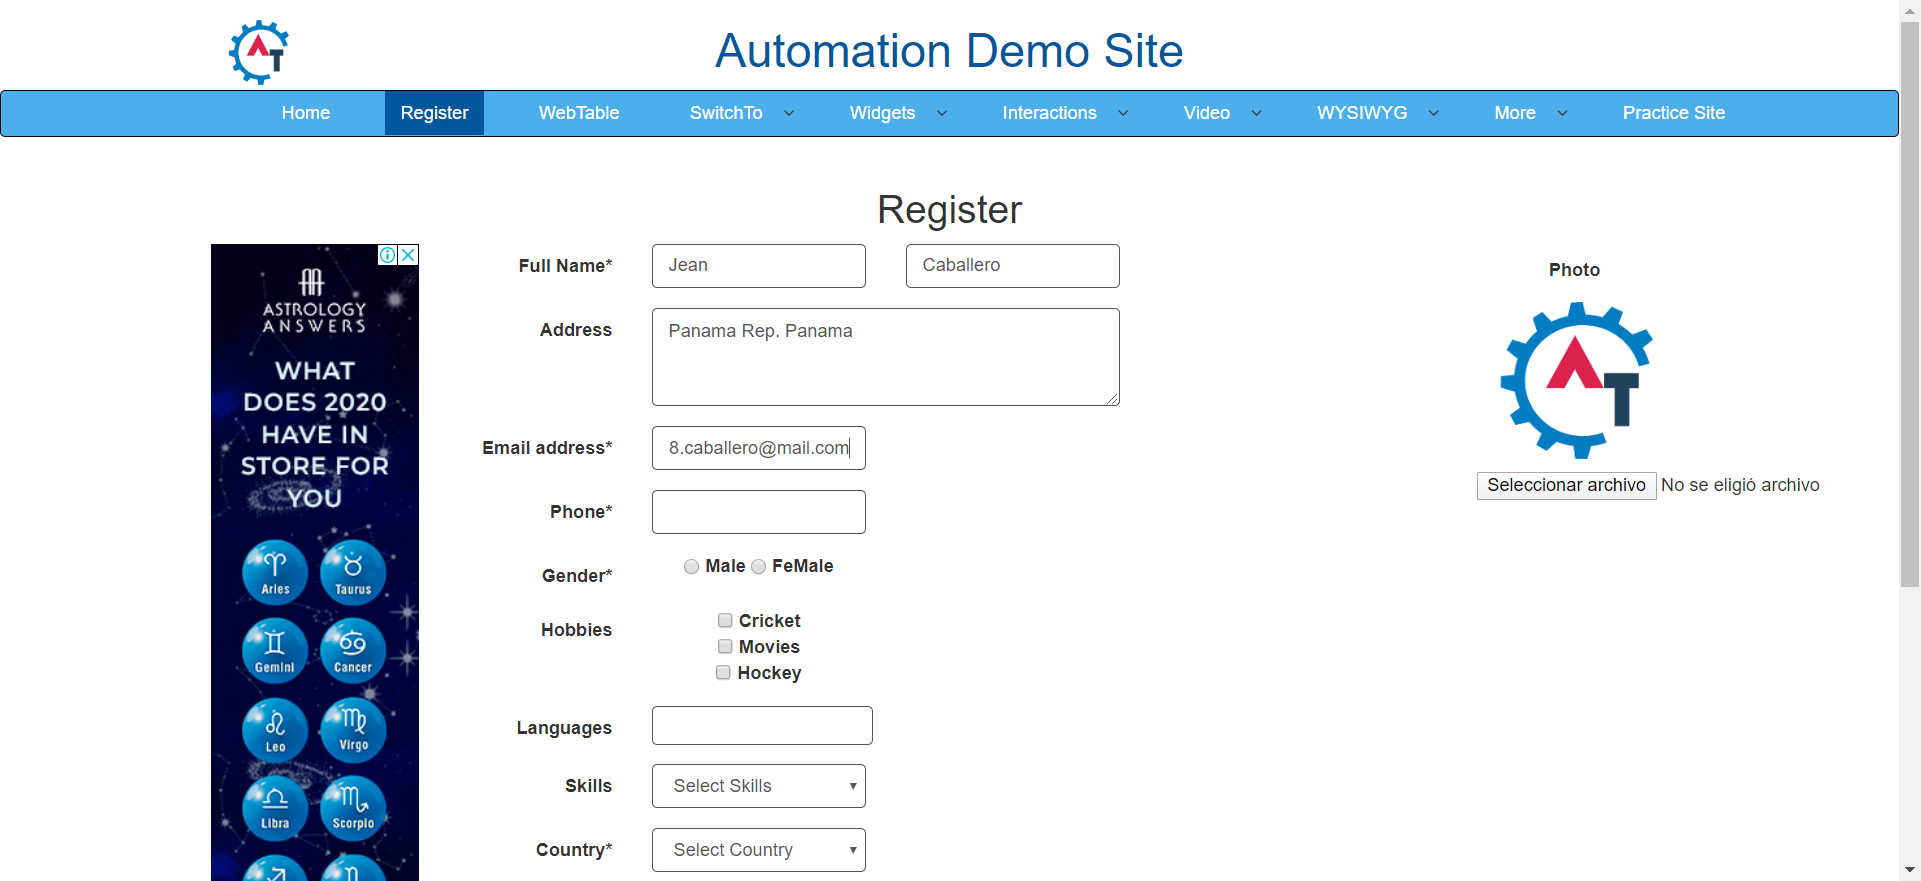 Automation Demo Site
Home Register WebTable SwitchTo Widgets Interactions Video WYSIWYG More Practice Site
Register
ASTROLOGY
ANSWERS
WHAT
DOES 2020
HAVE IN
STORE FOR
YOU
Aries Taurus
Gemini Cancer
Leo Virgo
Libra Scorpio
Full Name* Jean Caballero
Address Panama Rep. Panama
Email address* 8.caballero@mail.com
Phone*
Gender* Male FeMale
Hobbies Cricket
Movies
Hockey
Languages
Skills Select Skills
Country* Select Country
Photo
AT
Seleccionar archivo No se eligió archivo